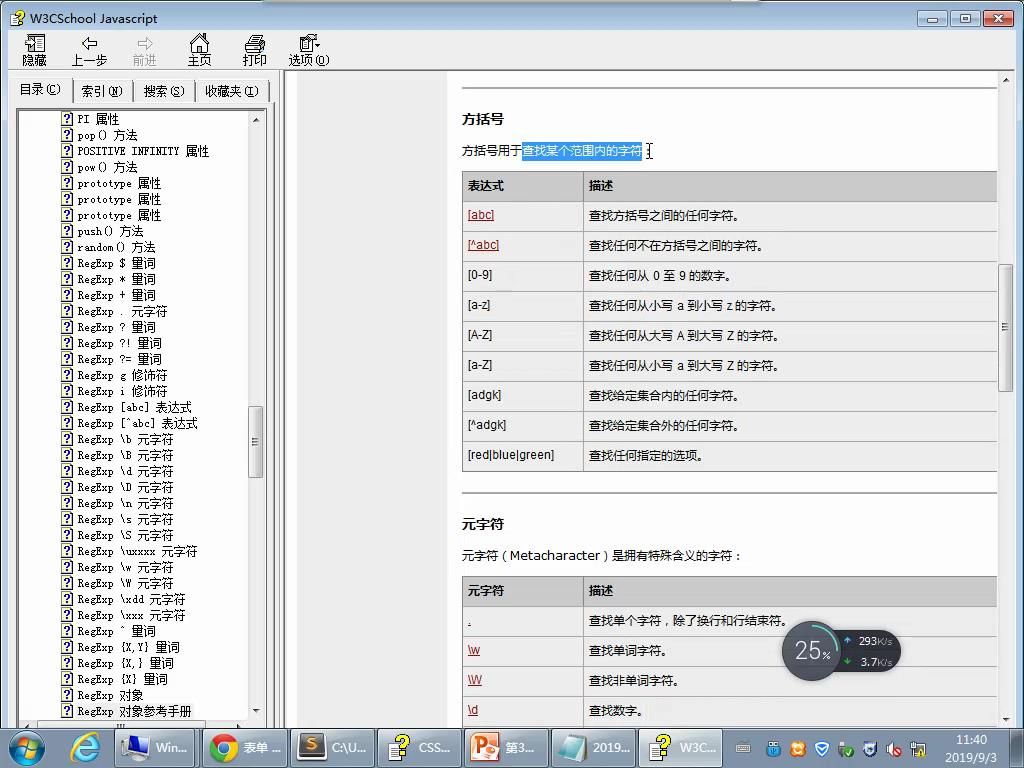 W3CSchool Javascript
隐藏 上一步 前进 主页 打印 选项(O)
目录(C) 索引(N) 搜索(S) 收藏夹(I)
PI 属性
pop() 方法
POSITIVE INFINITY 属性
pow() 方法
prototype 属性
prototype 属性
prototype 属性
push() 方法
random() 方法
RegExp $ 量词
RegExp * 量词
RegExp + 量词
RegExp . 元字符
RegExp ? 量词
RegExp ?! 量词
RegExp ?= 量词
RegExp g 修饰符
RegExp i 修饰符
RegExp [abc] 表达式
RegExp [^abc] 表达式
RegExp \b 元字符
RegExp \B 元字符
RegExp \d 元字符
RegExp \D 元字符
RegExp \n 元字符
RegExp \s 元字符
RegExp \S 元字符
RegExp \uxxxx 元字符
RegExp \w 元字符
RegExp \W 元字符
RegExp \xdd 元字符
RegExp \xxx 元字符
RegExp ^ 量词
RegExp {X,Y} 量词
RegExp {X,} 量词
RegExp {X} 量词
RegExp 对象
RegExp 对象参考手册
方括号
方括号用于查找某个范围内的字符：
表达式 描述
[abc] 查找方括号之间的任何字符。
[^abc] 查找任何不在方括号之间的字符。
[0-9] 查找任何从 0 至 9 的数字。
[a-z] 查找任何从小写 a 到小写 z 的字符。
[A-Z] 查找任何从大写 A 到大写 Z 的字符。
[a-Z] 查找任何从小写 a 到大写 Z 的字符。
[adgk] 查找给定集合内的任何字符。
[^adgk] 查找给定集合外的任何字符。
[red|blue|green] 查找任何指定的选项。
元字符
元字符（Metacharacter）是拥有特殊含义的字符：
元字符 描述
. 查找单个字符，除了换行和行结束符。
\w 查找单词字符。
\W 查找非单词字符。
\d 查找数字。
25% 293K/s
3.7K/s
Win... 表单 ... C:\U... CSS... 第3... 2019... W3C...
11:40
2019/9/3